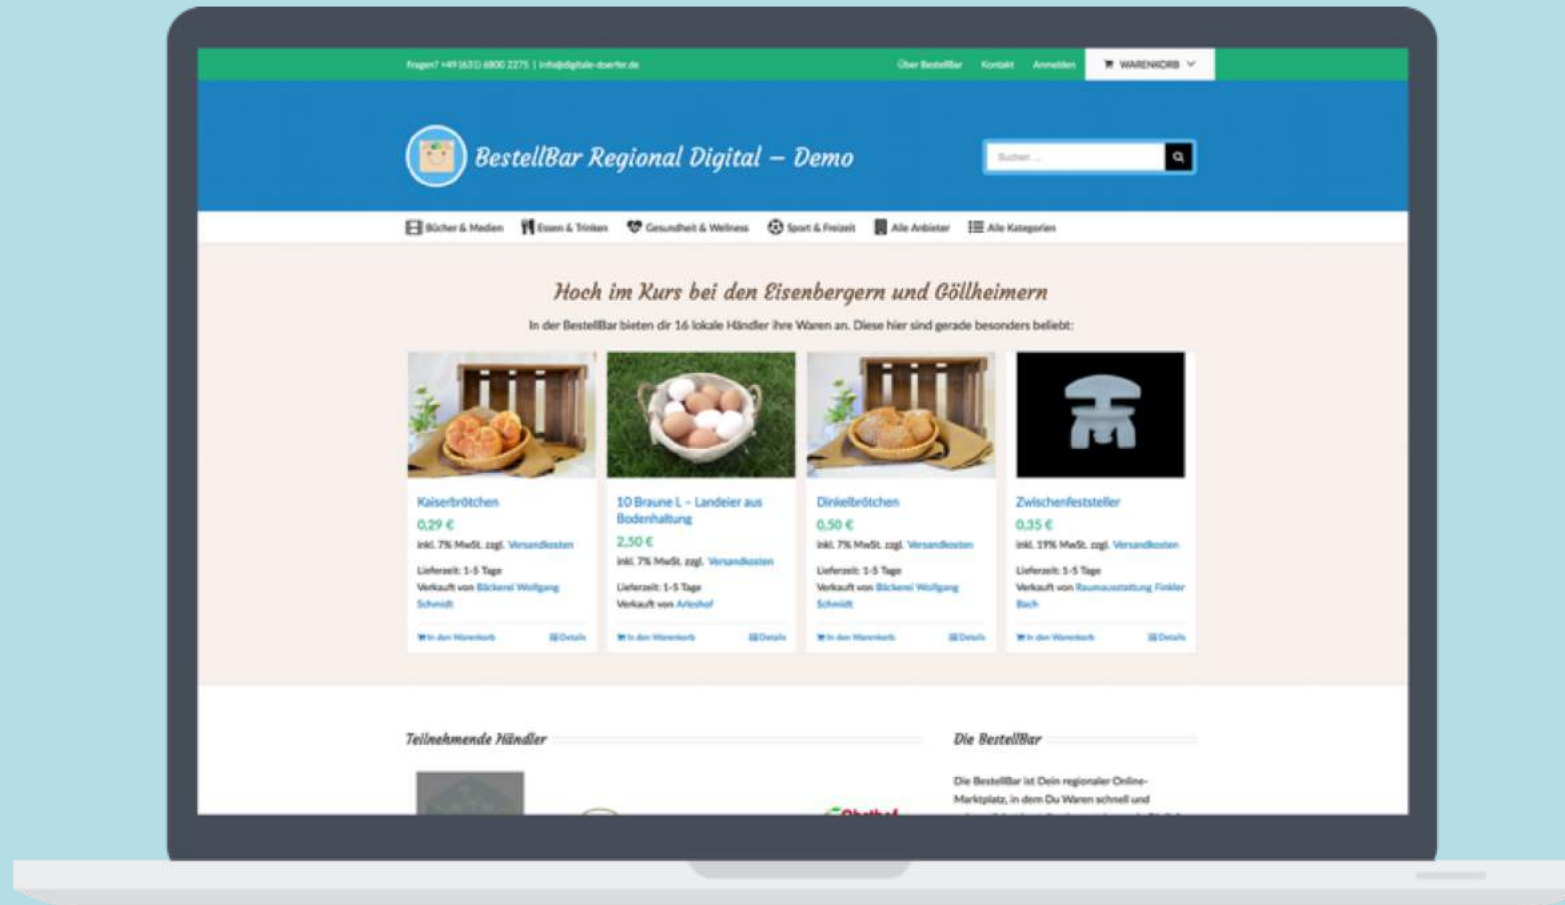 Fragen? +49 (631) 6800 2275 | info@digitale-doerfer.de
Über BestellBar Kontakt Anmelden WARENKORB
BestellBar Regional Digital – Demo
Suchen ...
Bücher & Medien Essen & Trinken Gesundheit & Wellness Sport & Freizeit Alle Anbieter Alle Kategorien
Hoch im Kurs bei den Eisenbergern und Göllheimern
In der BestellBar bieten dir 16 lokale Händler ihre Waren an. Diese hier sind gerade besonders beliebt:
Kaiserbrötchen
0,29 €
inkl. 7% MwSt. zzgl. Versandkosten
Lieferzeit: 1-5 Tage
Verkauft von Bäckerei Wolfgang
Schmidt
In den Warenkorb Details
10 Braune L – Landeier aus
Bodenhaltung
2,50 €
inkl. 7% MwSt. zzgl. Versandkosten
Lieferzeit: 1-5 Tage
Verkauft von Arleshof
In den Warenkorb Details
Dinkelbrötchen
0,50 €
inkl. 7% MwSt. zzgl. Versandkosten
Lieferzeit: 1-5 Tage
Verkauft von Bäckerei Wolfgang
Schmidt
In den Warenkorb Details
Zwischenfeststeller
0,35 €
inkl. 19% MwSt. zzgl. Versandkosten
Lieferzeit: 1-5 Tage
Verkauft von Raumausstattung Finkler
Bach
In den Warenkorb Details
Teilnehmende Händler
Die BestellBar
Die BestellBar ist Dein regionaler Online-
Marktplatz, in dem Du Waren schnell und